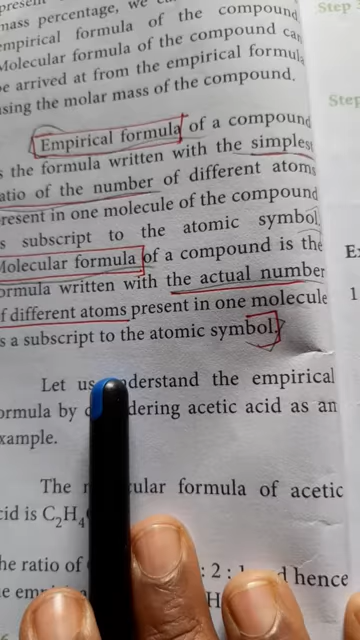 present
mass percentage, we
empirical formula of the compound
Molecular formula of the compound can
be arrived at from the empirical formula
using the molar mass of the compound.
Empirical formula of a compound
is the formula written with the simplest
ratio of the number of different atoms
present in one molecule of the compound
as subscript to the atomic symbol.
Molecular formula of a compound is the
formula written with the actual number
of different atoms present in one molecule
as a subscript to the atomic symbol.
Let us understand the empirical
formula by dering acetic acid as an
example.
The cular formula of acetic
acid is C₂H₄
the ratio of : 2 : 1 hence
H
Step
Step
1